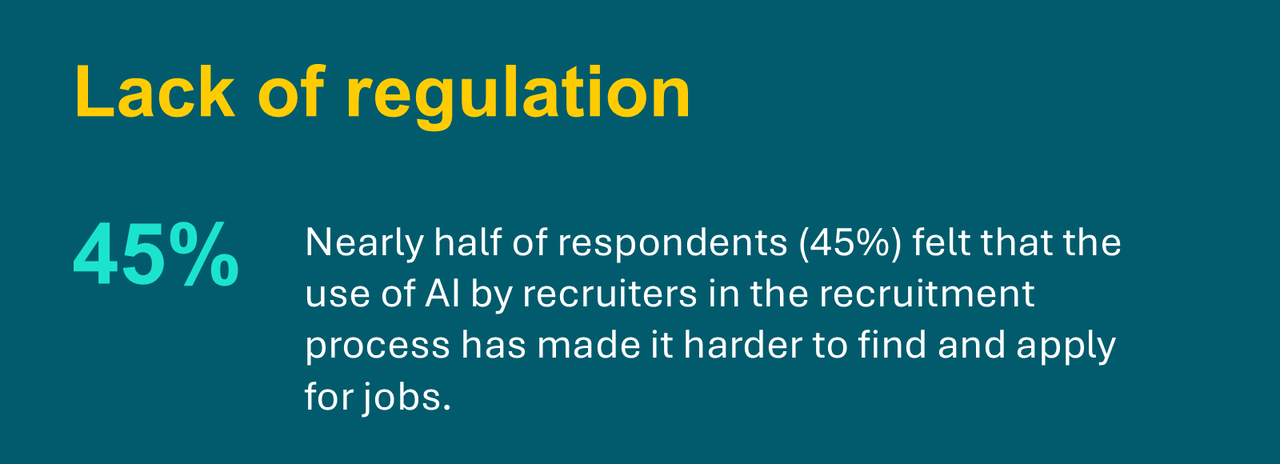 Lack of regulation
45%
Nearly half of respondents (45%) felt that the
use of AI by recruiters in the recruitment
process has made it harder to find and apply
for jobs.